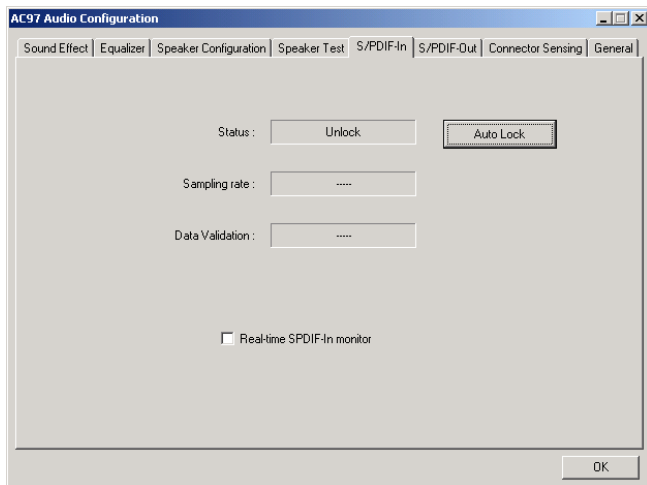 AC97 Audio Configuration
Sound Effect Equalizer Speaker Configuration Speaker Test S/PDIF-In S/PDIF-Out Connector Sensing General
Status : Unlock Auto Lock
Sampling rate : -----
Data Validation : -----
Real-time SPDIF-In monitor
OK